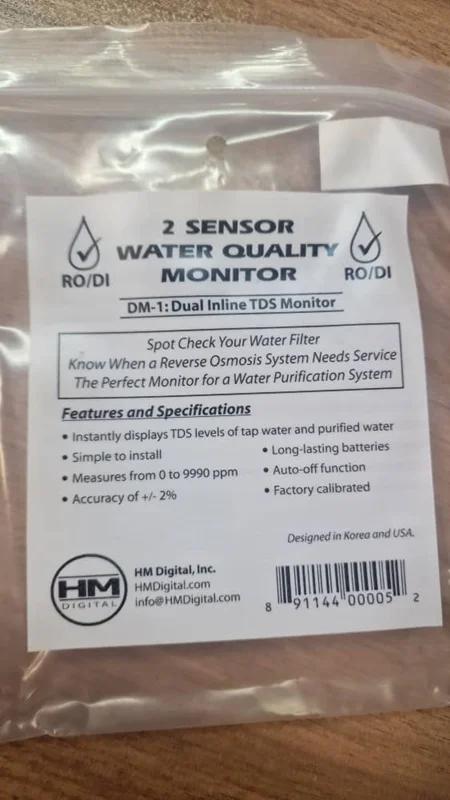 2 SENSOR
WATER QUALITY
MONITOR
RO/DI
RO/DI
DM-1: Dual Inline TDS Monitor
Spot Check Your Water Filter
Know When a Reverse Osmosis System Needs Service
The Perfect Monitor for a Water Purification System
Features and Specifications
• Instantly displays TDS levels of tap water and purified water
• Simple to install
• Measures from 0 to 9990 ppm
• Accuracy of +/- 2%
• Long-lasting batteries
• Auto-off function
• Factory calibrated
Designed in Korea and USA.
HM
DIGITAL
HM Digital, Inc.
HMDigital.com
info@HMDigital.com
8 91144 00005 2